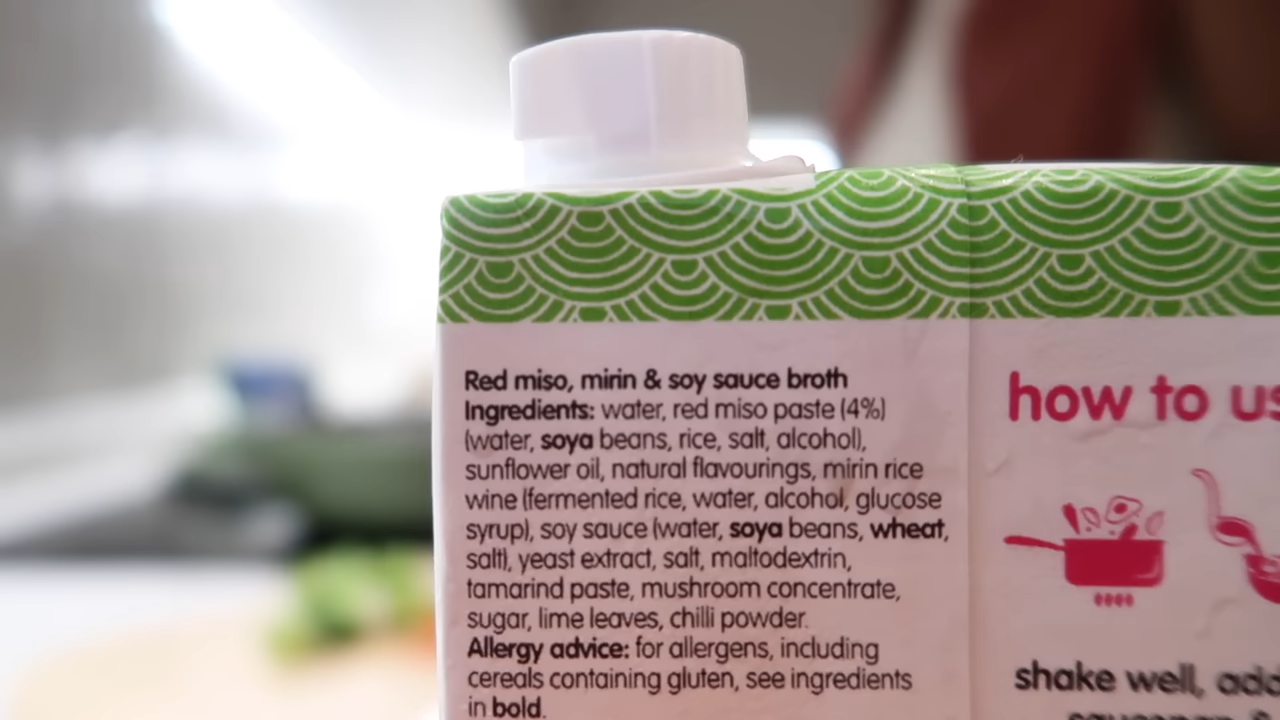 Red miso, mirin & soy sauce broth
Ingredients: water, red miso paste (4%)
(water, soya beans, rice, salt, alcohol),
sunflower oil, natural flavourings, mirin rice
wine (fermented rice, water, alcohol, glucose
syrup), soy sauce (water, soya beans, wheat,
salt), yeast extract, salt, maltodextrin,
tamarind paste, mushroom concentrate,
sugar, lime leaves, chilli powder.
Allergy advice: for allergens, including
cereals containing gluten, see ingredients
in bold.
how to
shake well,